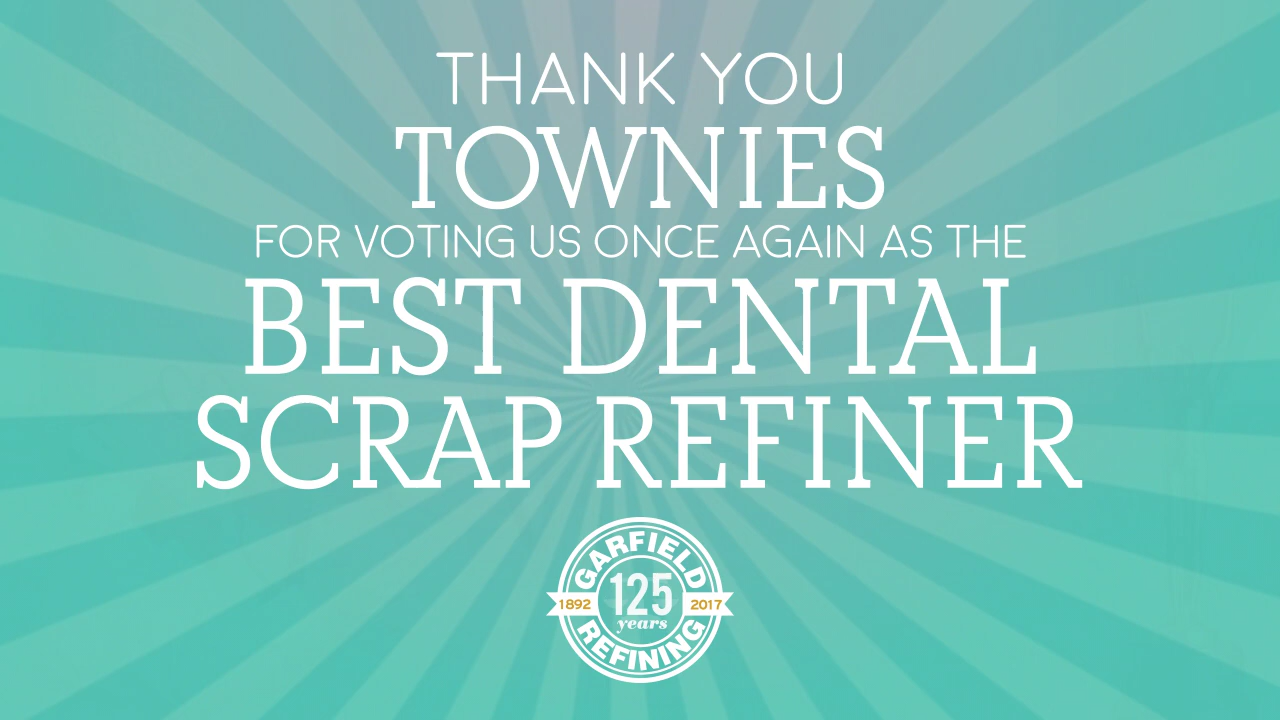 THANK YOU
TOWNIES
FOR VOTING US ONCE AGAIN AS THE
BEST DENTAL
SCRAP REFINER
GARFIELD
1892 125 2017
years
REFINING